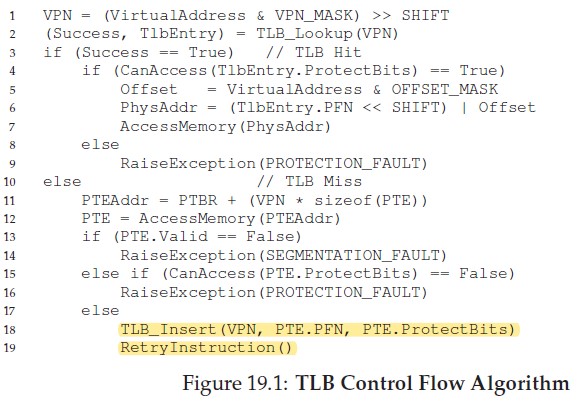 1 VPN = (VirtualAddress & VPN_MASK) >> SHIFT
2 (Success, TlbEntry) = TLB_Lookup(VPN)
3 if (Success == True) // TLB Hit
4 if (CanAccess(TlbEntry.ProtectBits) == True)
5 Offset = VirtualAddress & OFFSET_MASK
6 PhysAddr = (TlbEntry.PFN << SHIFT) | Offset
7 AccessMemory(PhysAddr)
8 else
9 RaiseException(PROTECTION_FAULT)
10 else // TLB Miss
11 PTEAddr = PTBR + (VPN * sizeof(PTE))
12 PTE = AccessMemory(PTEAddr)
13 if (PTE.Valid == False)
14 RaiseException(SEGMENTATION_FAULT)
15 else if (CanAccess(PTE.ProtectBits) == False)
16 RaiseException(PROTECTION_FAULT)
17 else
18 TLB_Insert(VPN, PTE.PFN, PTE.ProtectBits)
19 RetryInstruction()
Figure 19.1: TLB Control Flow Algorithm